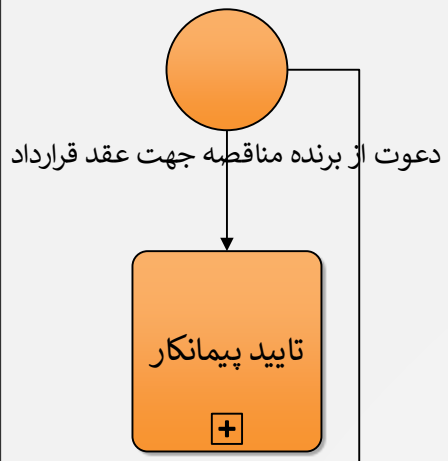 دعوت از برنده مناقصه جهت عقد قرارداد
تایید پیمانکار